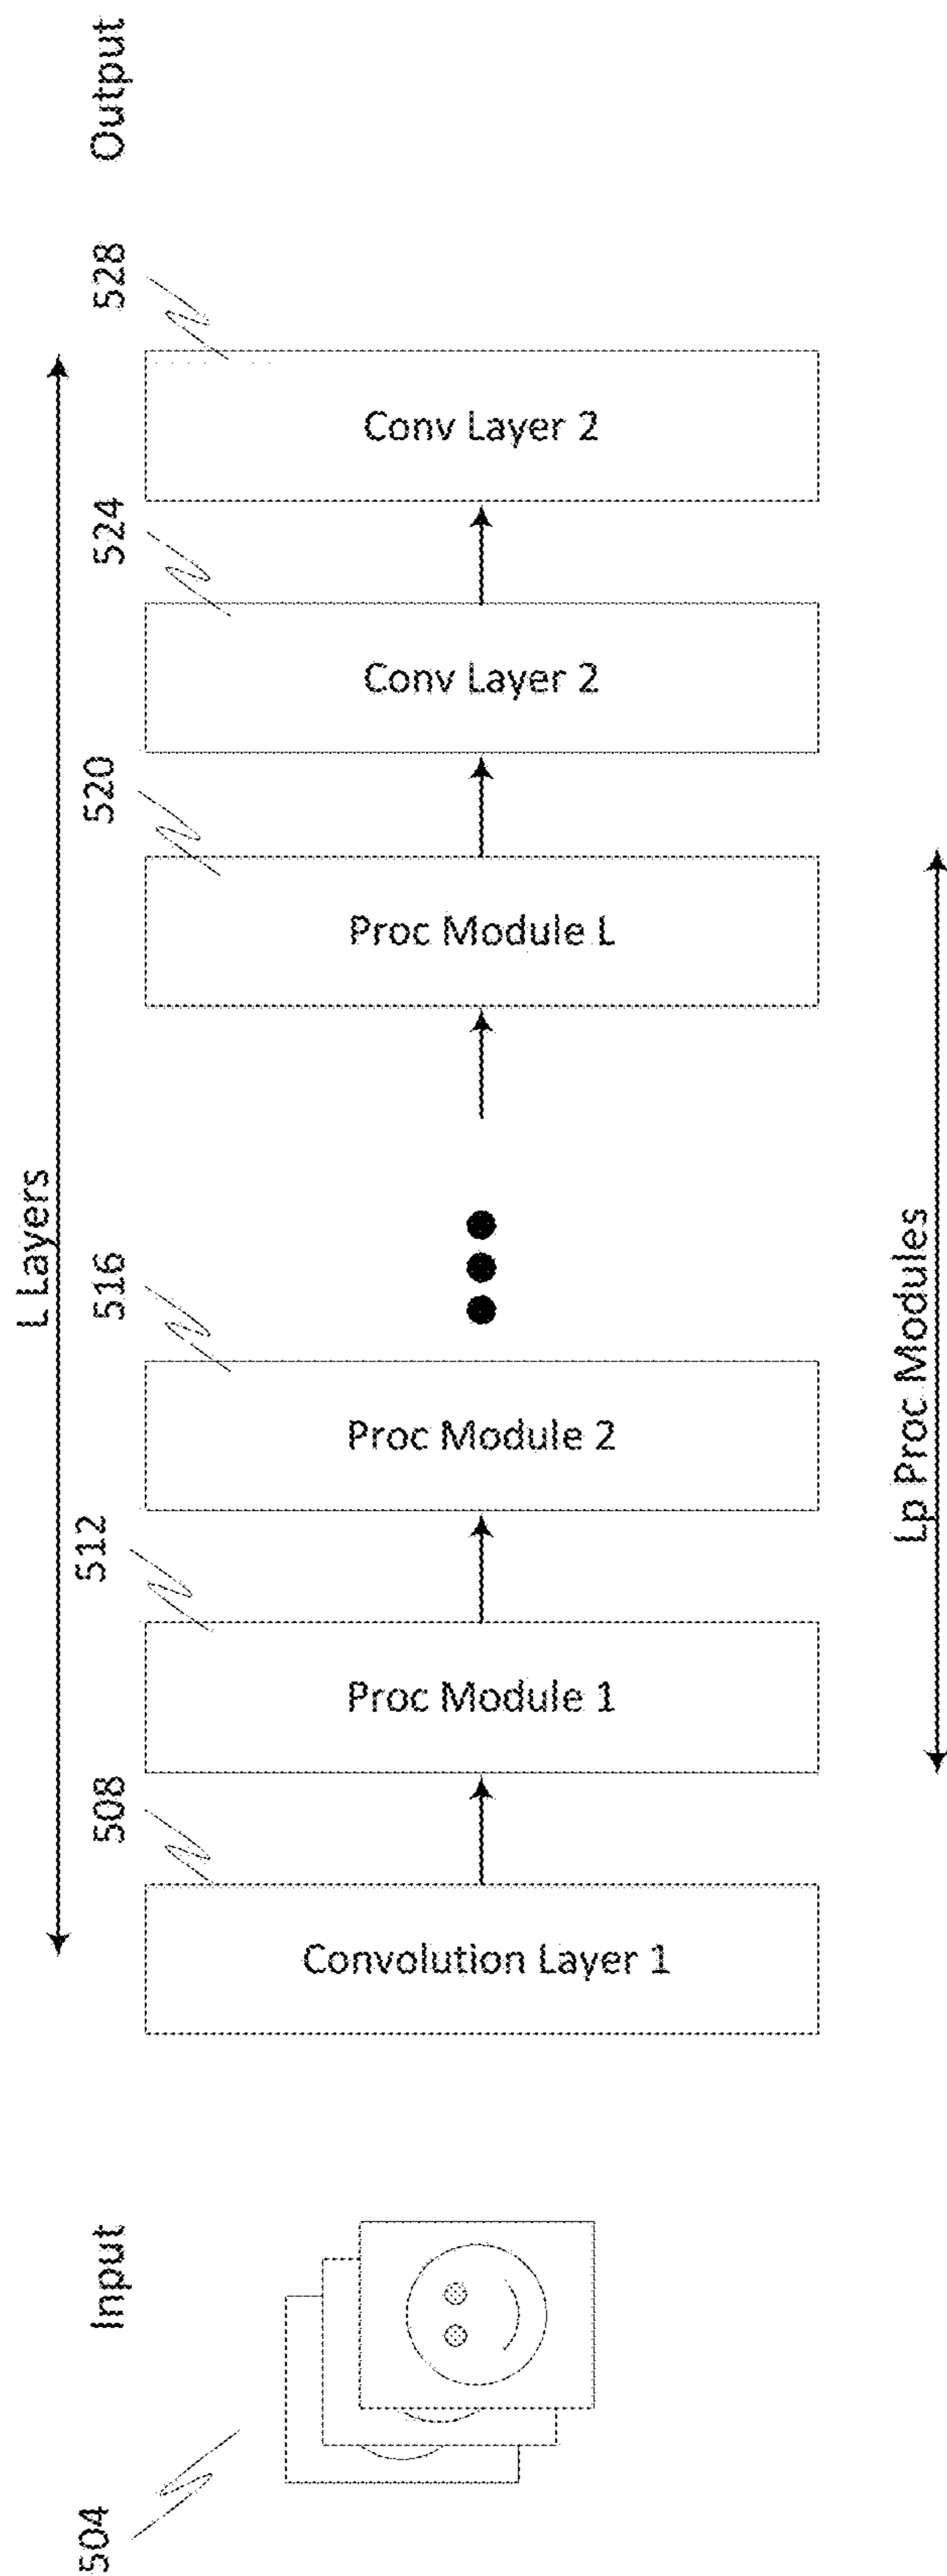 L Layers
Input
Output
504
508
512
516
520
524
528
Convolution Layer 1
Proc Module 1
Proc Module 2
Proc Module L
Conv Layer 2
Conv Layer 2
Lp Proc Modules